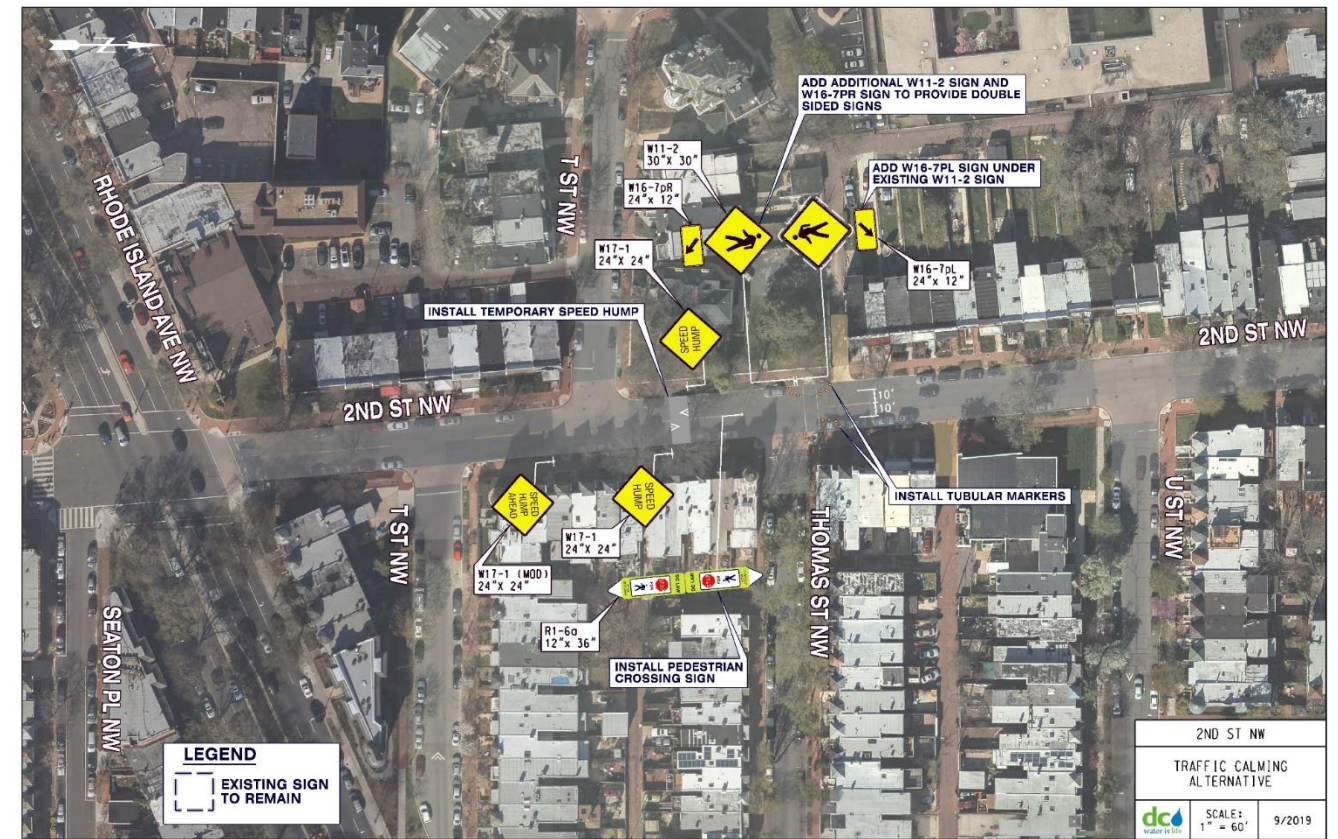 ADD ADDITIONAL W11-2 SIGN AND
W16-7PR SIGN TO PROVIDE DOUBLE
SIDED SIGNS
W11-2
30"x 30"
W16-7pR
24"x 12"
ADD W16-7PL SIGN UNDER
EXISTING W11-2 SIGN
W16-7pL
24"x 12"
W17-1
24"x 24"
T ST NW
RHODE ISLAND AVE NW
INSTALL TEMPORARY SPEED HUMP
SPEED
HUMP
2ND ST NW
2ND ST NW
10'
10'
SPEED
HUMP
AHEAD
SPEED
HUMP
INSTALL TUBULAR MARKERS
W17-1
24"x 24"
W17-1 (MOD)
24"x 24"
T ST NW
THOMAS ST NW
U ST NW
SEATON PL NW
R1-6a
12"x 36"
INSTALL PEDESTRIAN
CROSSING SIGN
LEGEND
EXISTING SIGN
TO REMAIN
2ND ST NW
TRAFFIC CALMING
ALTERNATIVE
dc
water is life
SCALE:
1" = 60'
9/2019